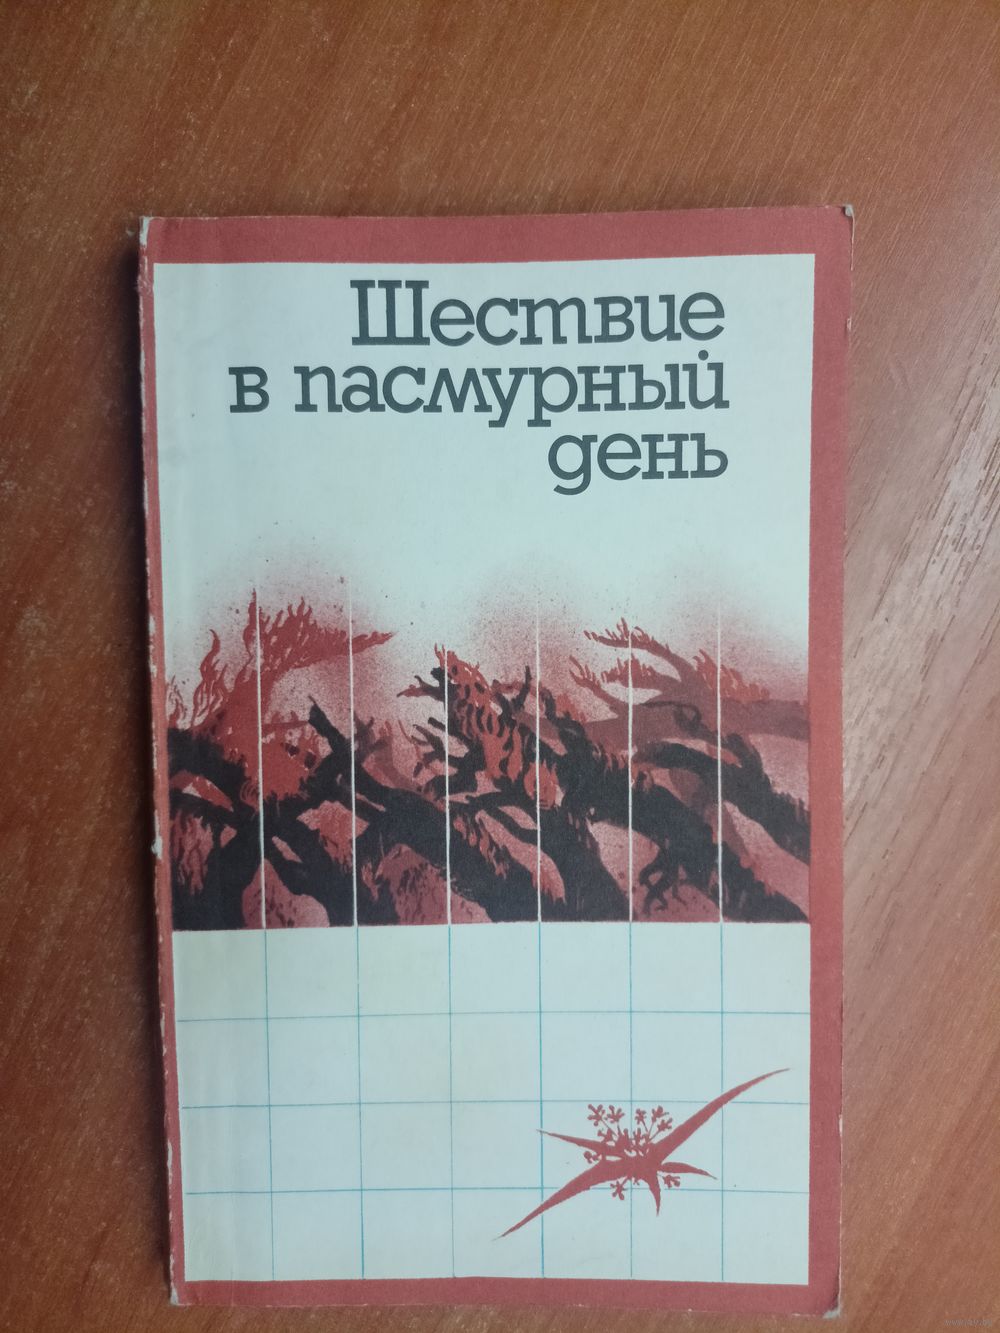 Шествие
в пасмурный
день